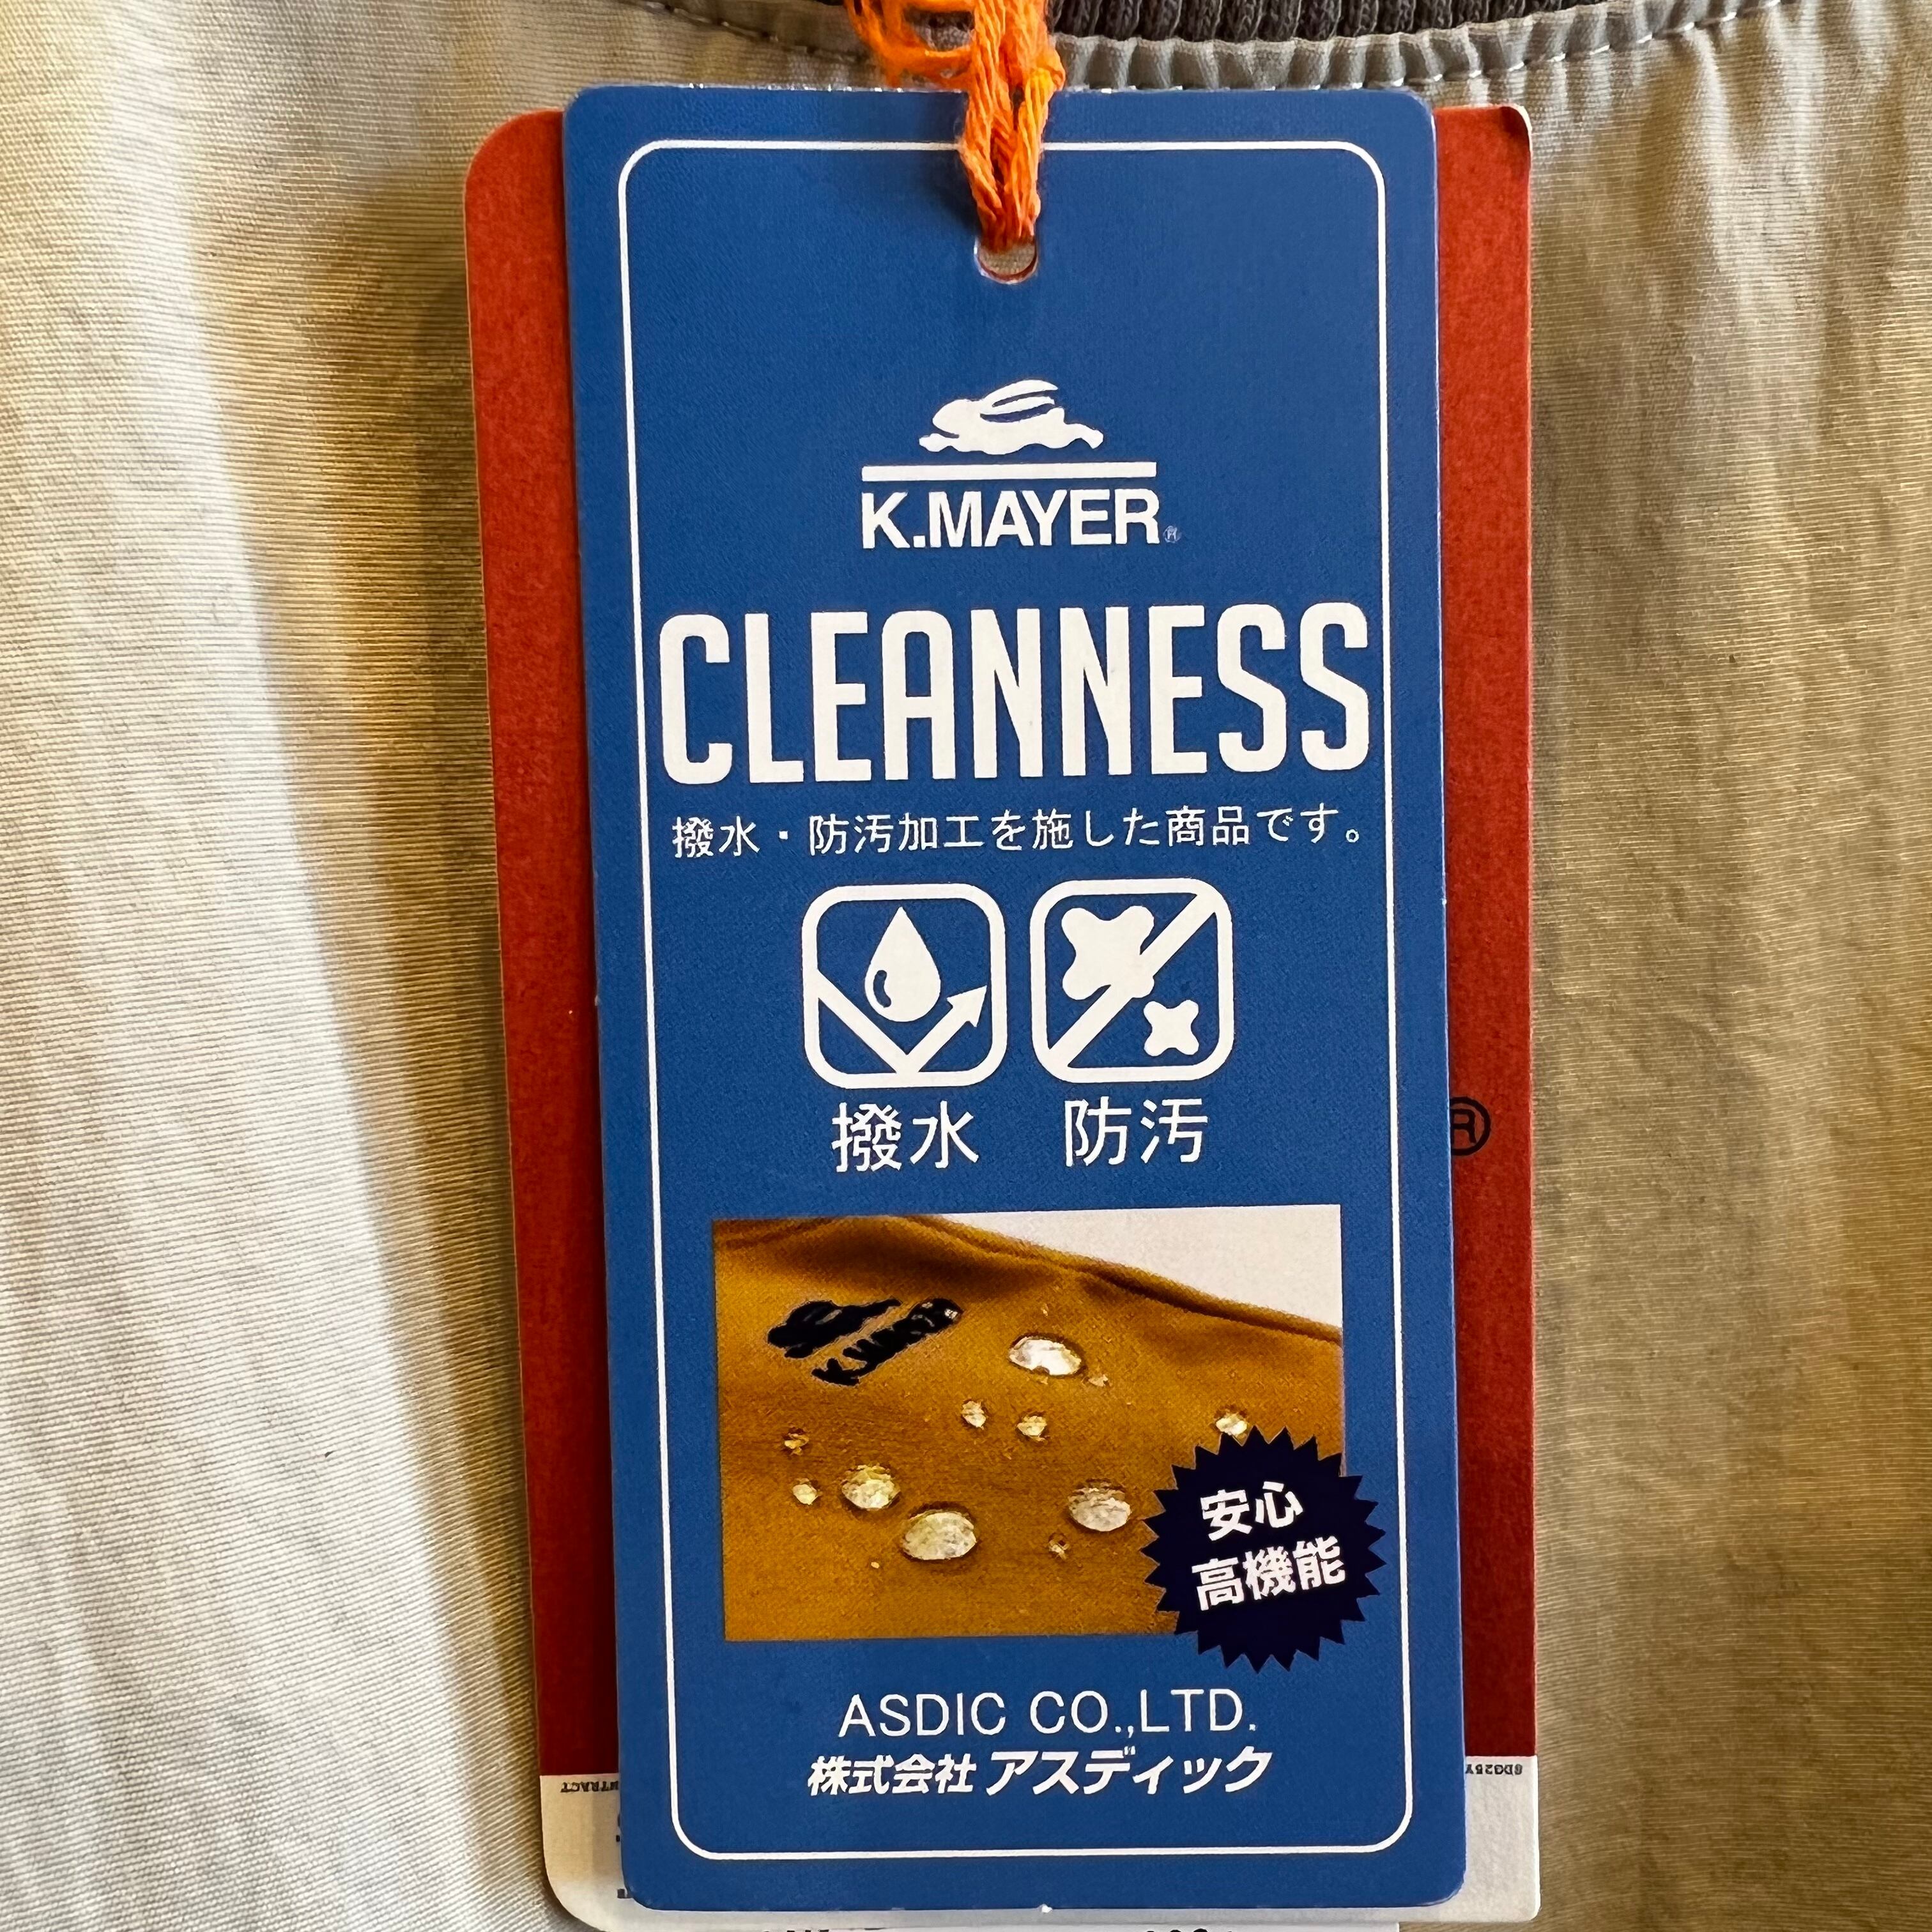 K.MAYER®
CLEANNESS
撥水・防汚加工を施した商品です。
撥水 防汚
®
安心
高機能
ASDIC CO.,LTD.
株式会社アスディック